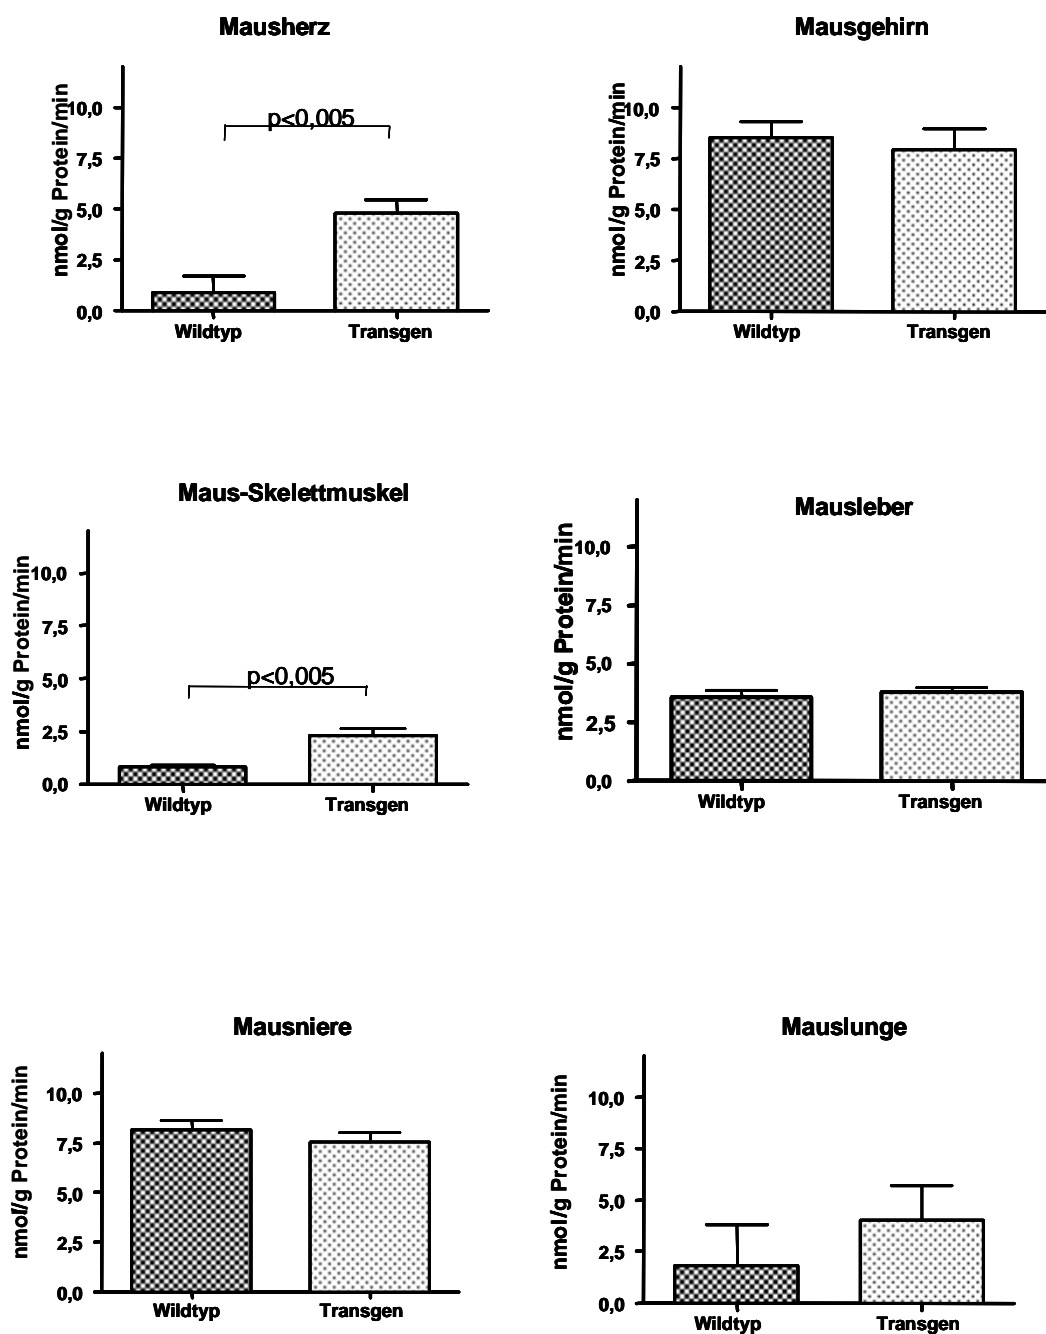 Mausherz
nmol/g Protein/min
10,0
7,5
5,0
2,5
0,0
p<0,005
Wildtyp Transgen
Mausgehirn
nmol/g Protein/min
10,0
7,5
5,0
2,5
0,0
Wildtyp Transgen
Maus-Skelettmuskel
nmol/g Protein/min
10,0
7,5
5,0
2,5
0,0
p<0,005
Wildtyp Transgen
Mausleber
nmol/g Protein/min
10,0
7,5
5,0
2,5
0,0
Wildtyp Transgen
Mausniere
nmol/g Protein/min
10,0
7,5
5,0
2,5
0,0
Wildtyp Transgen
Mauslunge
nmol/g Protein/min
10,0
7,5
5,0
2,5
0,0
Wildtyp Transgen